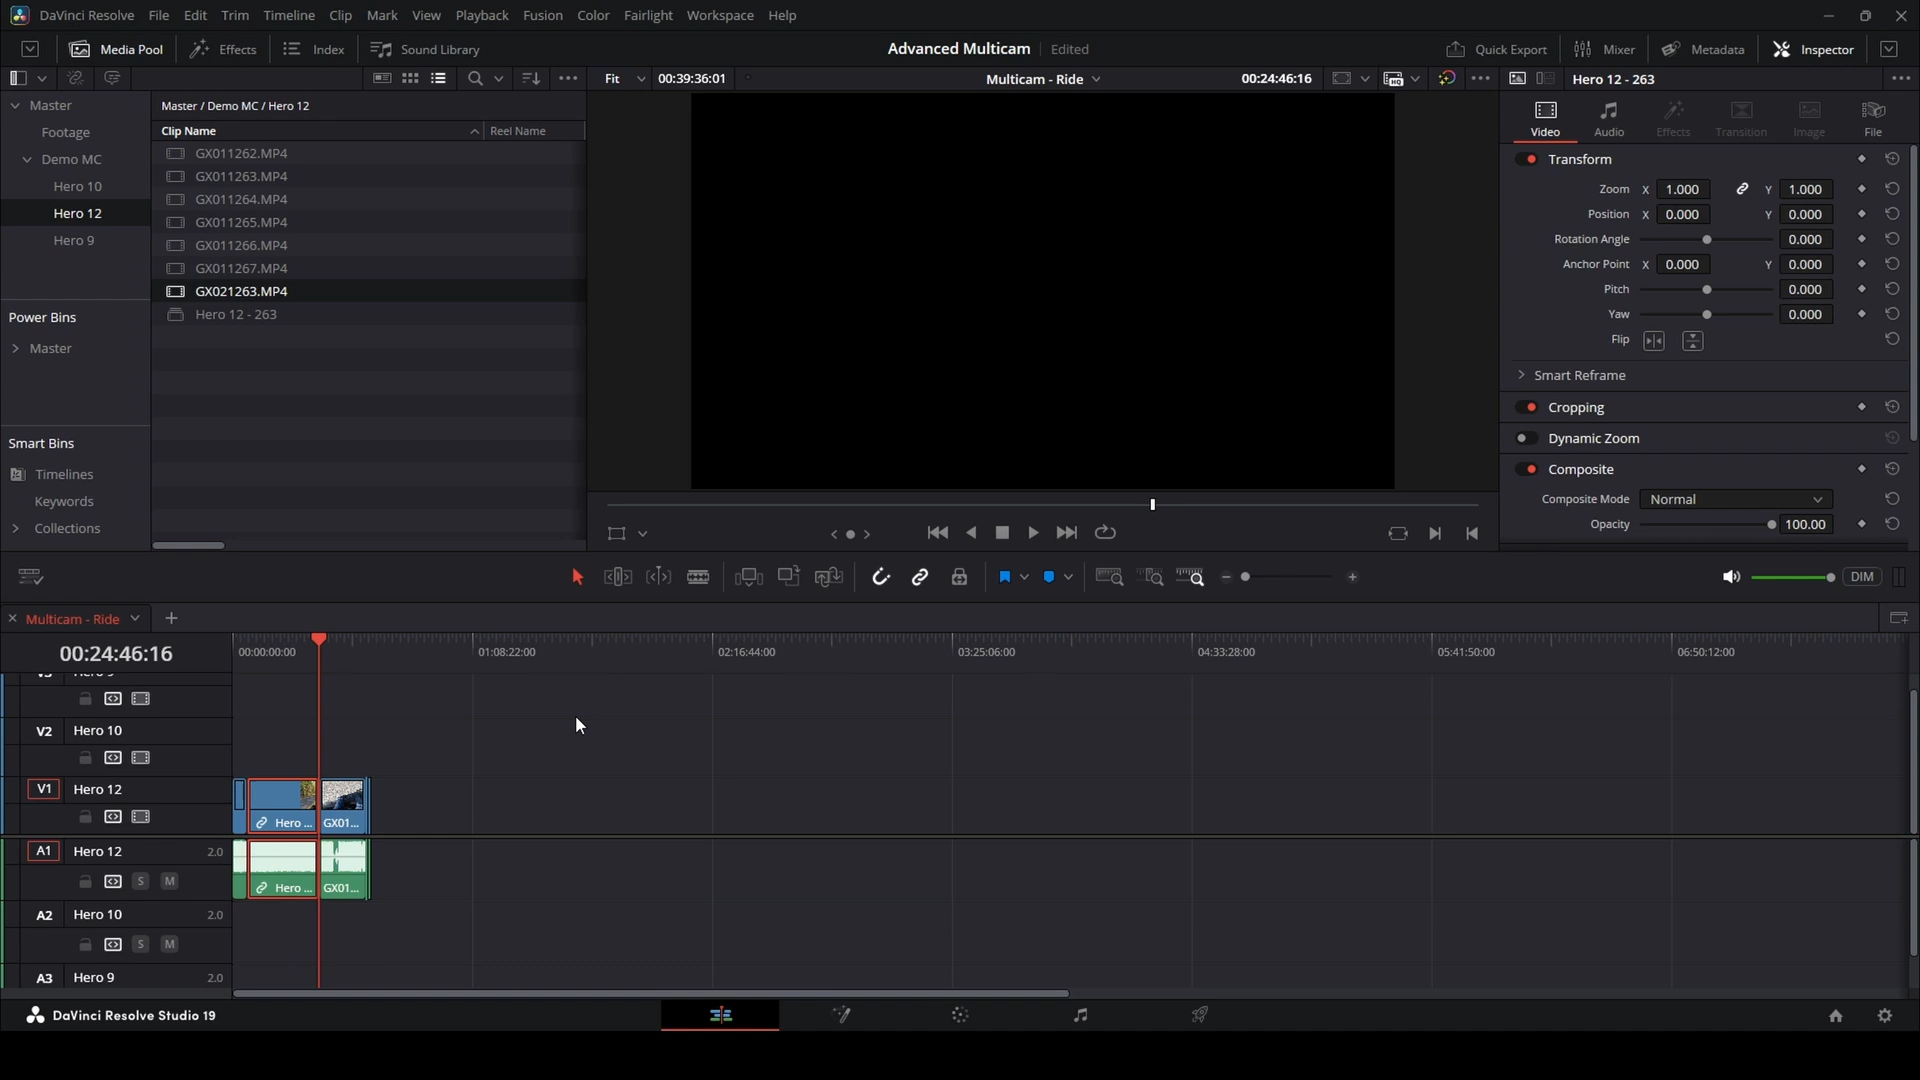 DaVinci Resolve File Edit Trim Timeline Clip Mark View Playback Fusion Color Fairlight Workspace Help
Media Pool Effects Index Sound Library Advanced Multicam Edited Quick Export Mixer Metadata Inspector
Fit 00:39:36:01 Multicam - Ride 00:24:46:16 Hero 12 - 263
Master
Footage
Demo MC
Hero 10
Hero 12
Hero 9
Power Bins
Master
Smart Bins
Timelines
Keywords
Collections
Master / Demo MC / Hero 12
Clip Name Reel Name
GX011262.MP4
GX011263.MP4
GX011264.MP4
GX011265.MP4
GX011266.MP4
GX011267.MP4
GX021263.MP4
Hero 12 - 263
Video Audio Effects Transition Image File
Transform
Zoom X 1.000 Y 1.000
Position X 0.000 Y 0.000
Rotation Angle 0.000
Anchor Point X 0.000 Y 0.000
Pitch 0.000
Yaw 0.000
Flip
Smart Reframe
Cropping
Dynamic Zoom
Composite
Composite Mode Normal
Opacity 100.00
DIM
Multicam - Ride
00:24:46:16 00:00:00:00 01:08:22:00 02:16:44:00 03:25:06:00 04:33:28:00 05:41:50:00 06:50:12:00
V2 Hero 10
V1 Hero 12
Hero ... GX01...
A1 Hero 12 2.0
S M Hero ... GX01...
A2 Hero 10 2.0
S M
A3 Hero 9 2.0
DaVinci Resolve Studio 19